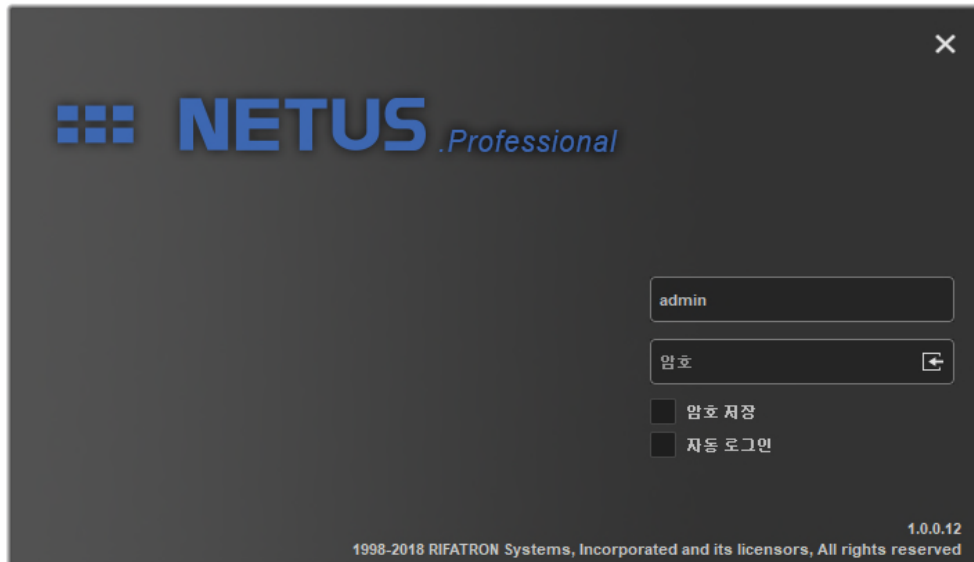 NETUS .Professional
admin
암호
암호 저장
자동 로그인
1.0.0.12
1998-2018 RIFATRON Systems, Incorporated and its licensors, All rights reserved